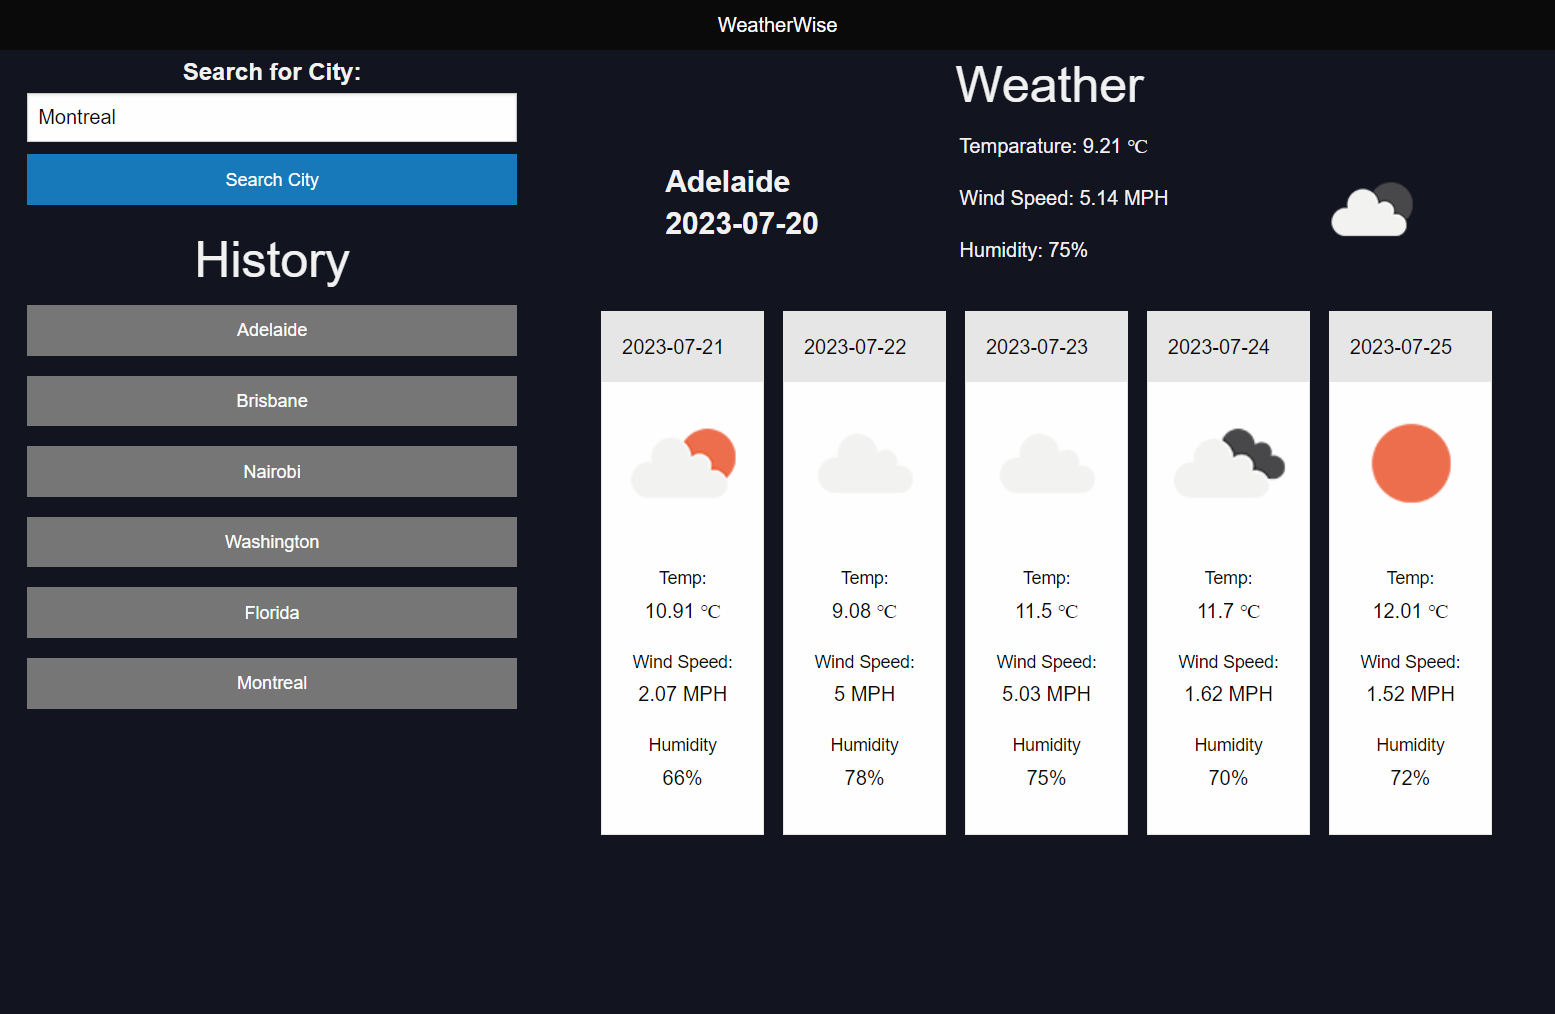 WeatherWise
Search for City:
Montreal
Search City
History
Adelaide
Brisbane
Nairobi
Washington
Florida
Montreal
Weather
Adelaide
2023-07-20
Temparature: 9.21 ℃
Wind Speed: 5.14 MPH
Humidity: 75%
2023-07-21
Temp:
10.91 ℃
Wind Speed:
2.07 MPH
Humidity
66%
2023-07-22
Temp:
9.08 ℃
Wind Speed:
5 MPH
Humidity
78%
2023-07-23
Temp:
11.5 ℃
Wind Speed:
5.03 MPH
Humidity
75%
2023-07-24
Temp:
11.7 ℃
Wind Speed:
1.62 MPH
Humidity
70%
2023-07-25
Temp:
12.01 ℃
Wind Speed:
1.52 MPH
Humidity
72%